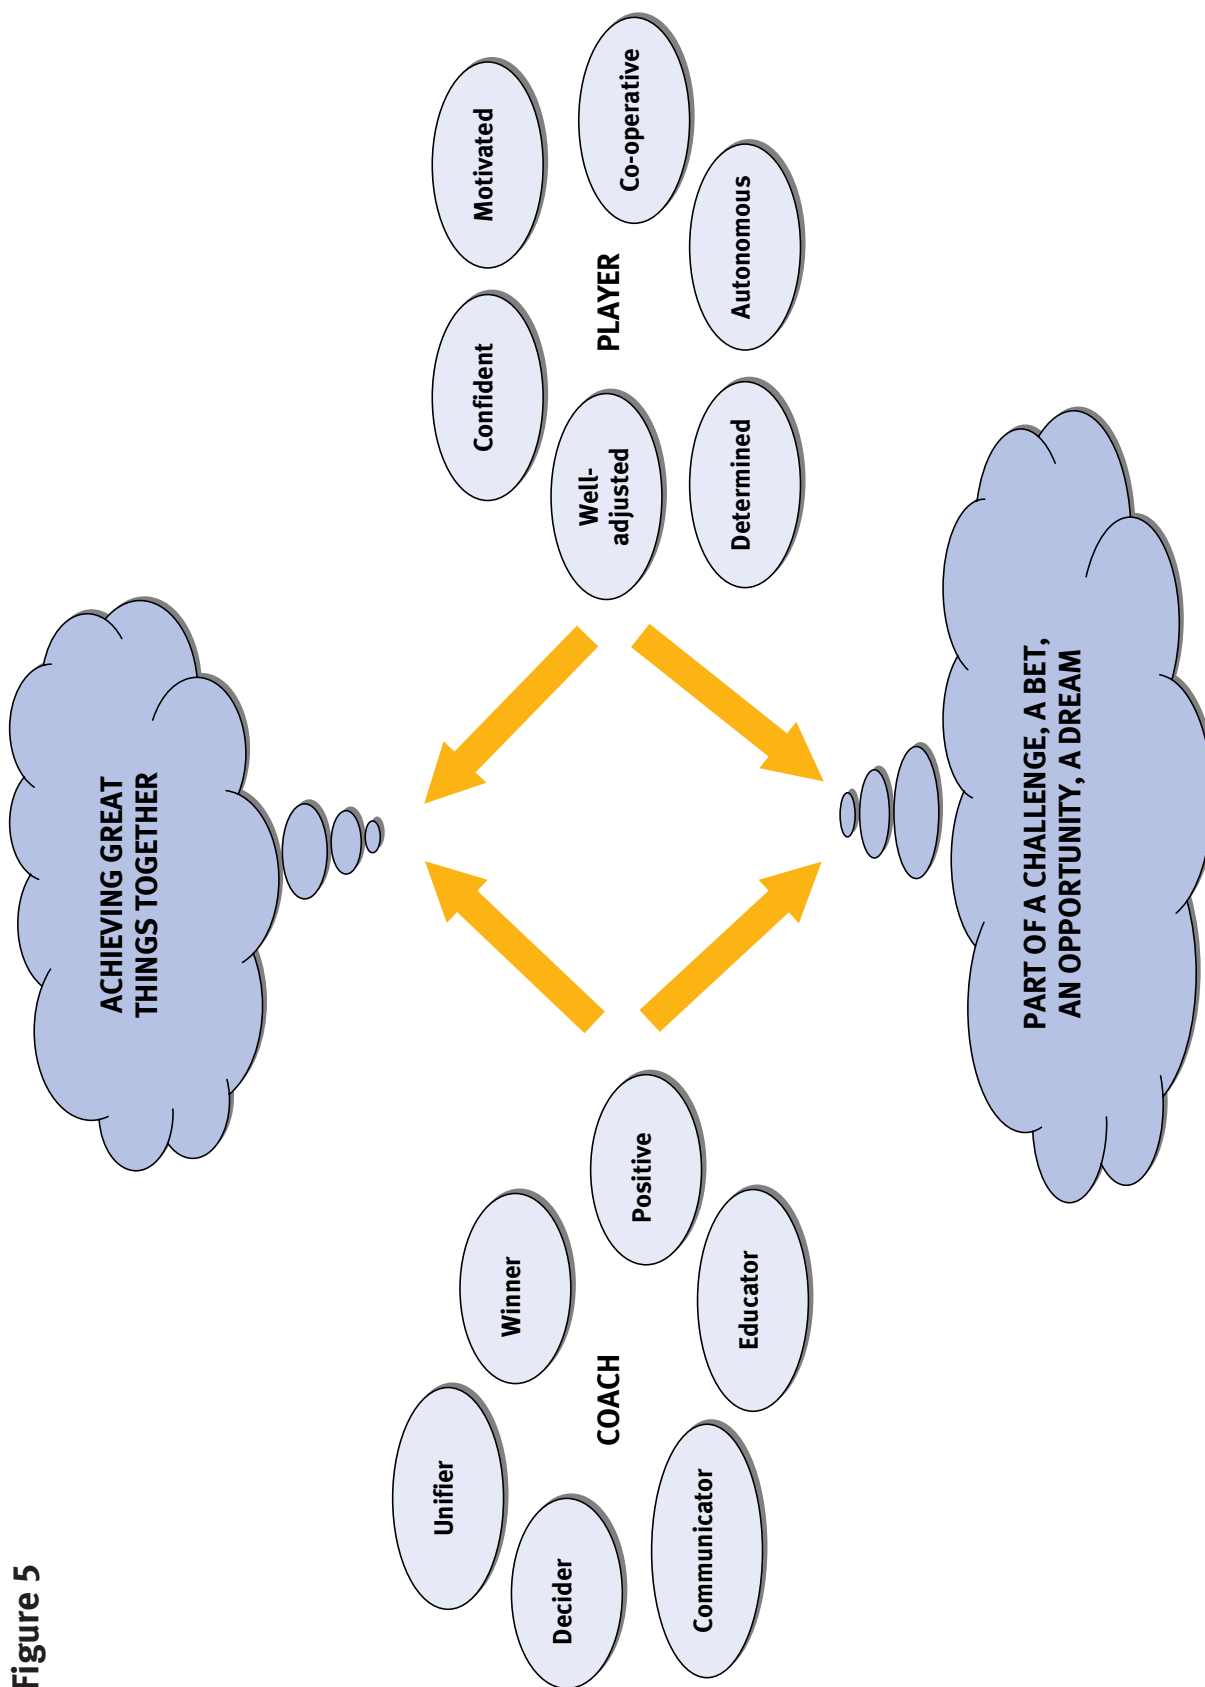 Figure 5
ACHIEVING GREAT
THINGS TOGETHER
Unifier
Winner
Decider
COACH
Positive
Communicator
Educator
Confident
Motivated
Well-
adjusted
PLAYER
Co-operative
Determined
Autonomous
PART OF A CHALLENGE, A BET,
AN OPPORTUNITY, A DREAM